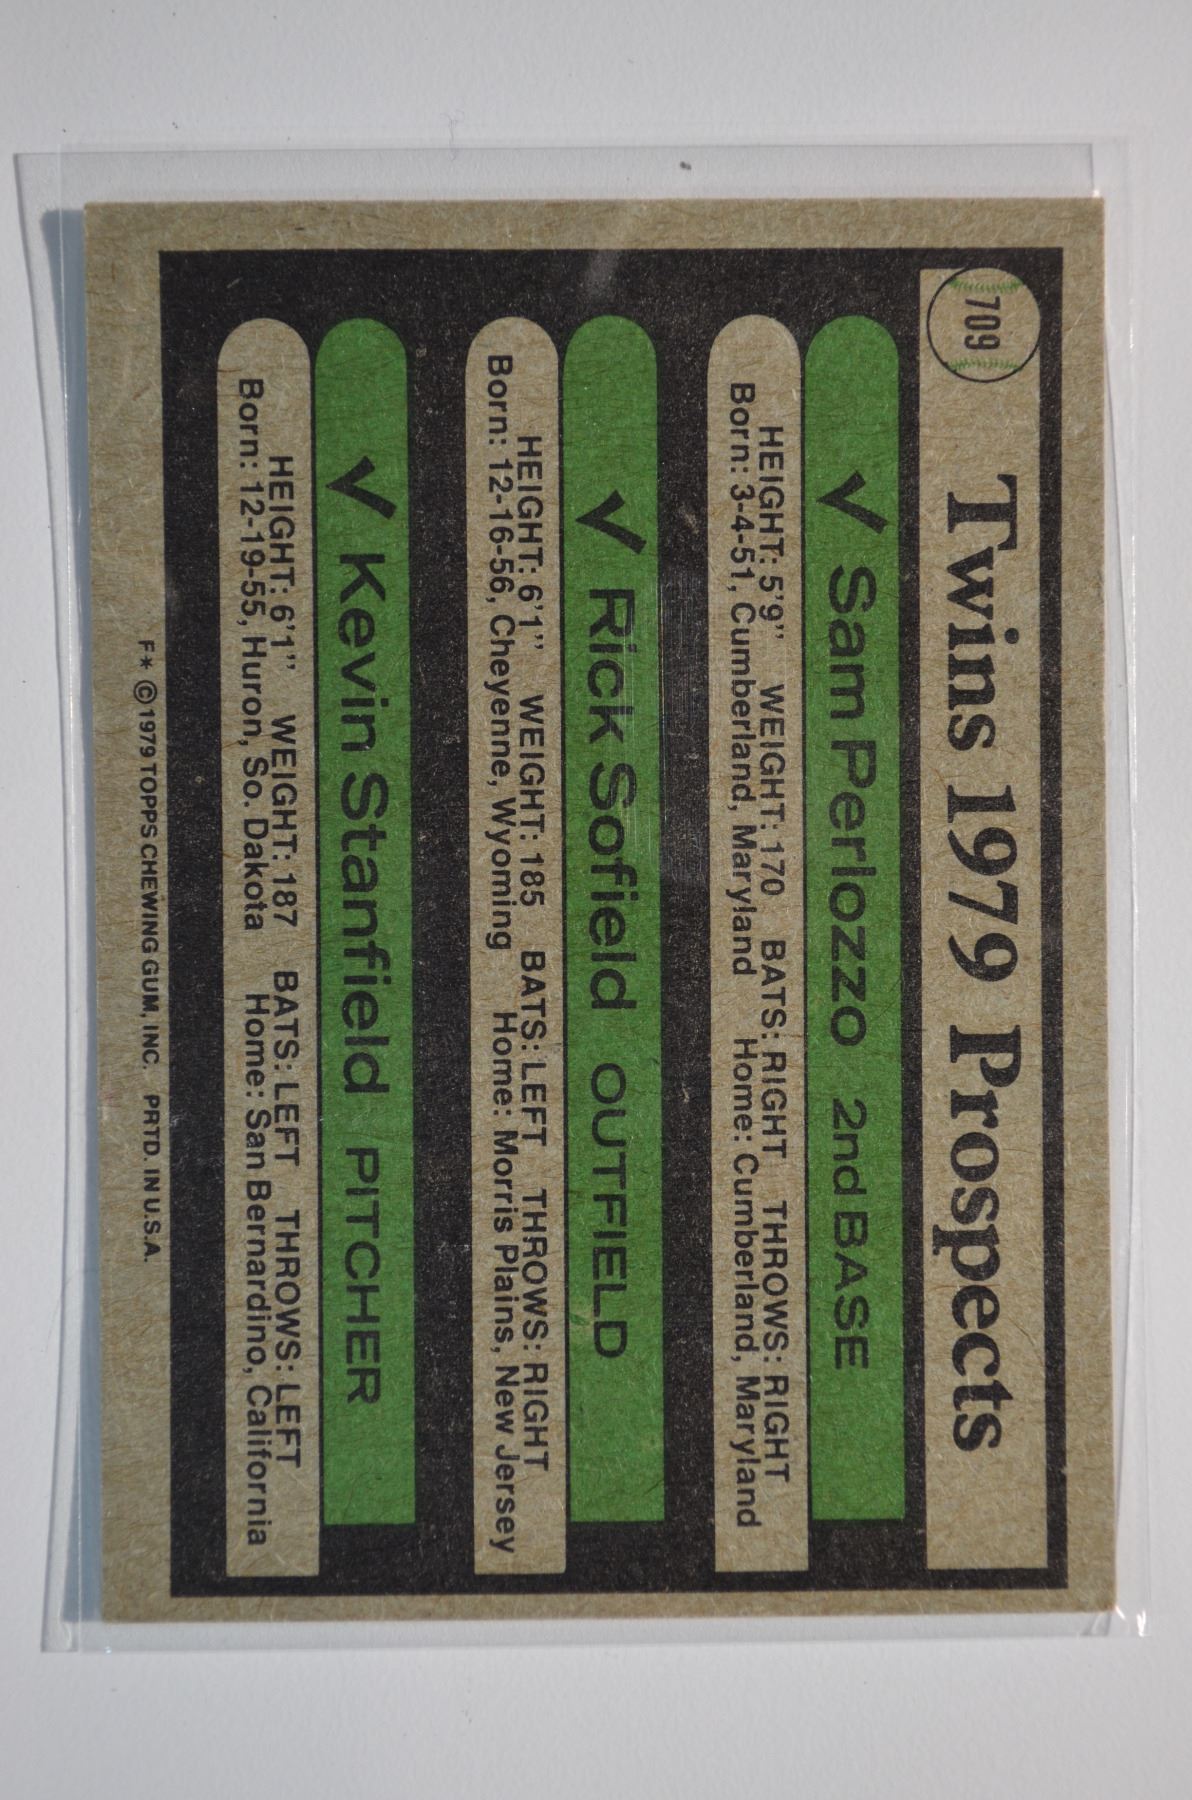 709
Twins 1979 Prospects
✓ Sam Perlozzo 2nd BASE
HEIGHT: 5'9" WEIGHT: 170 BATS: RIGHT THROWS: RIGHT
Born: 3-4-51, Cumberland, Maryland Home: Cumberland, Maryland
✓ Rick Sofield OUTFIELD
HEIGHT: 6'1" WEIGHT: 185 BATS: LEFT THROWS: RIGHT
Born: 12-16-56, Cheyenne, Wyoming Home: Morris Plains, New Jersey
✓ Kevin Stanfield PITCHER
HEIGHT: 6'1" WEIGHT: 187 BATS: LEFT THROWS: LEFT
Born: 12-19-55, Huron, So. Dakota Home: San Bernardino, California
F* © 1979 TOPPS CHEWING GUM, INC. PRTD. IN U.S.A.